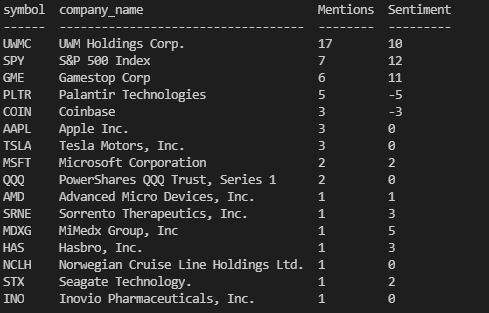 symbol company_name Mentions Sentiment
------ ---------------------------------- -------- ---------
UWMC UWM Holdings Corp. 17 10
SPY S&P 500 Index 7 12
GME Gamestop Corp 6 11
PLTR Palantir Technologies 5 -5
COIN Coinbase 3 -3
AAPL Apple Inc. 3 0
TSLA Tesla Motors, Inc. 3 0
MSFT Microsoft Corporation 2 2
QQQ PowerShares QQQ Trust, Series 1 2 0
AMD Advanced Micro Devices, Inc. 1 1
SRNE Sorrento Therapeutics, Inc. 1 3
MDXG MiMedx Group, Inc 1 5
HAS Hasbro, Inc. 1 3
NCLH Norwegian Cruise Line Holdings Ltd. 1 0
STX Seagate Technology. 1 2
INO Inovio Pharmaceuticals, Inc. 1 0